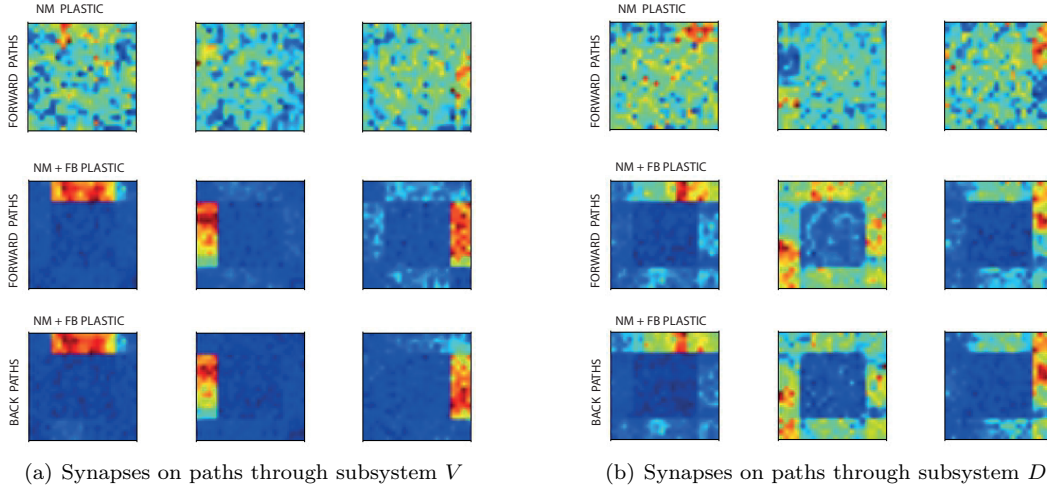 NM PLASTIC
FORWARD PATHS
NM + FB PLASTIC
FORWARD PATHS
NM + FB PLASTIC
BACK PATHS
(a) Synapses on paths through subsystem V
NM PLASTIC
FORWARD PATHS
NM + FB PLASTIC
FORWARD PATHS
NM + FB PLASTIC
BACK PATHS
(b) Synapses on paths through subsystem D